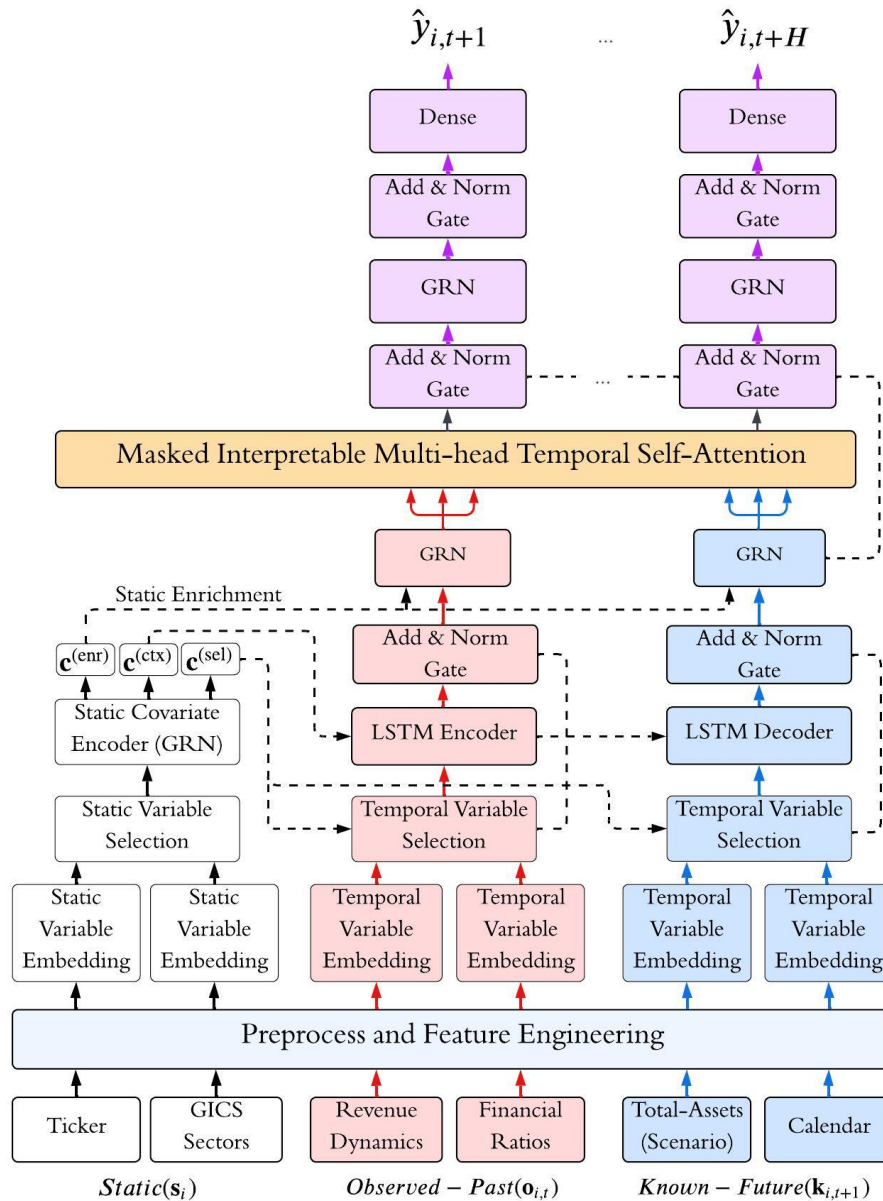 ŷ_{i,t+1} ... ŷ_{i,t+H}
Dense Dense
Add & Norm Add & Norm
Gate Gate
GRN GRN
Add & Norm Add & Norm
Gate ... Gate
Masked Interpretable Multi-head Temporal Self-Attention
GRN GRN
Static Enrichment
c^{(enr)} c^{(ctx)} c^{(sel)}
Add & Norm Add & Norm
Gate Gate
Static Covariate
Encoder (GRN)
LSTM Encoder LSTM Decoder
Static Variable Temporal Variable Temporal Variable
Selection Selection Selection
Static Static Temporal Temporal Temporal Temporal
Variable Variable Variable Variable Variable Variable
Embedding Embedding Embedding Embedding Embedding Embedding
Preprocess and Feature Engineering
Ticker
GICS Revenue Financial Total-Assets
Sectors Dynamics Ratios (Scenario)
Calendar
Static(s_i) Observed – Past(o_{i,t}) Known – Future(k_{i,t+1})